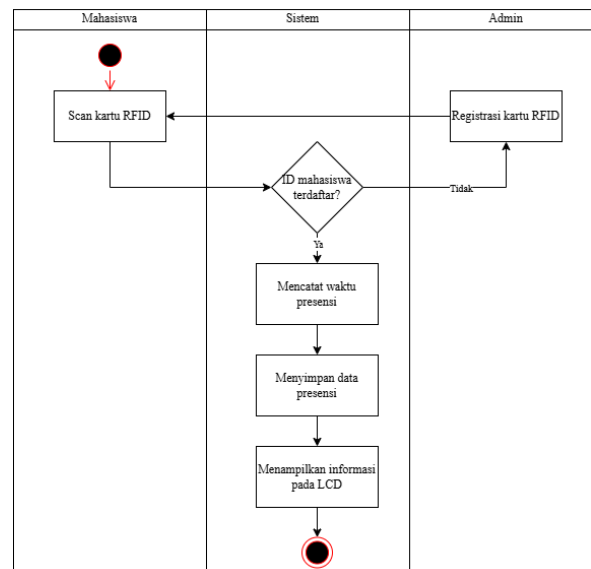 Mahasiswa
Sistem
Admin
Scan kartu RFID
Registrasi kartu RFID
ID mahasiswa
terdaftar?
Tidak
Ya
Mencatat waktu
presensi
Menyimpan data
presensi
Menampilkan informasi
pada LCD